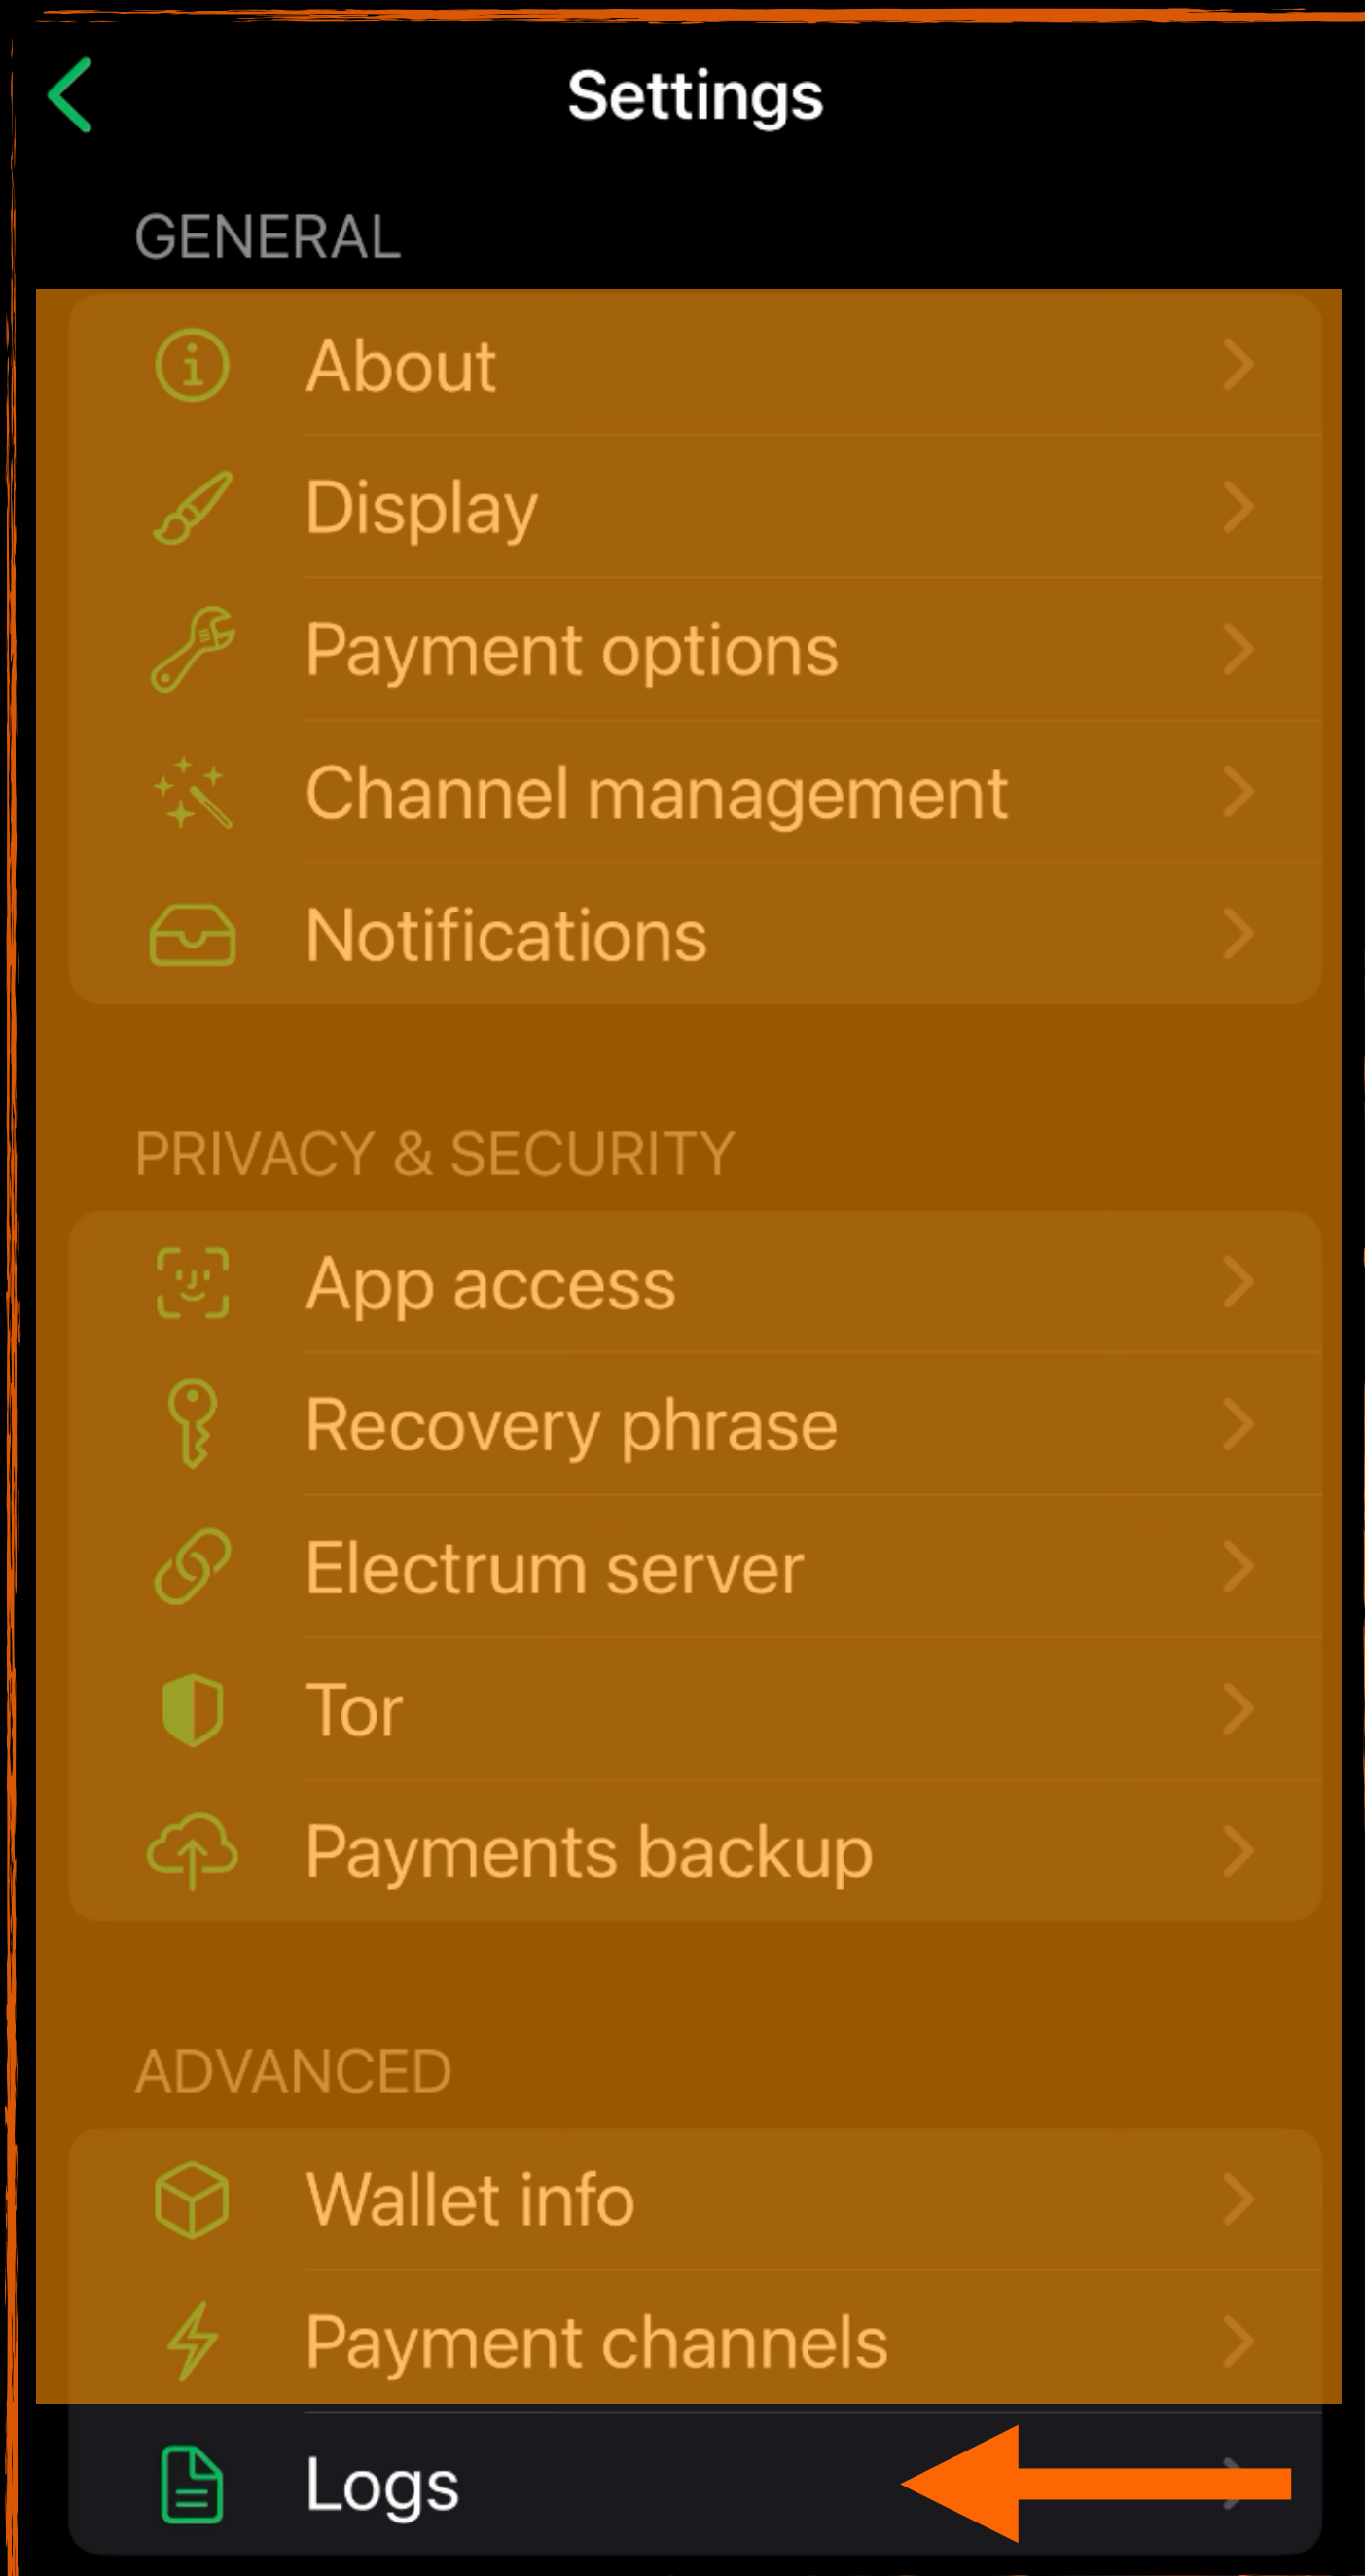 Settings
GENERAL
About
Display
Payment options
Channel management
Notifications
PRIVACY & SECURITY
App access
Recovery phrase
Electrum server
Tor
Payments backup
ADVANCED
Wallet info
Payment channels
Logs